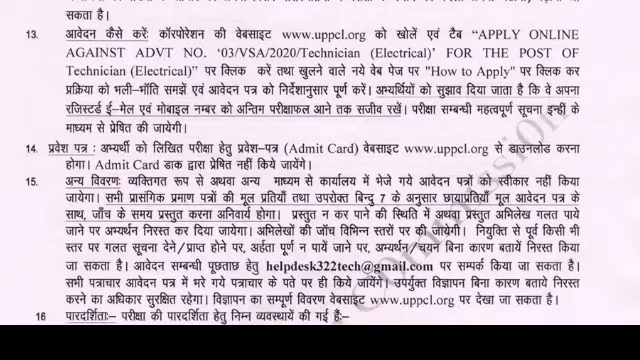 सकता है।
13. आवेदन कैसे करें: कॉरपोरेशन की वेबसाइट www.uppcl.org को खोलें एवं टैब "APPLY ONLINE
AGAINST ADVT NO. '03/VSA/2020/Technician (Electrical)' FOR THE POST OF
Technician (Electrical)" पर क्लिक करें तथा खुलने वाले नये वेब पेज पर "How to Apply" पर क्लिक कर
प्रक्रिया को भली-भाँति समझें एवं आवेदन पत्र को निर्देशानुसार पूर्ण करें। अभ्यर्थियों को सुझाव दिया जाता है कि वे अपना
रजिस्टर्ड ई-मेल एवं मोबाइल नम्बर को अन्तिम परीक्षाफल आने तक सजीव रखें। परीक्षा सम्बन्धी महत्वपूर्ण सूचना इन्हीं के
माध्यम से प्रेषित की जायेगी।
14. प्रवेश पत्र: अभ्यर्थी को लिखित परीक्षा हेतु प्रवेश-पत्र (Admit Card) वेबसाइट www.uppcl.org से डाउनलोड करना
होगा। Admit Card डाक द्वारा प्रेषित नहीं किये जायेंगे।
15. अन्य विवरण: व्यक्तिगत रूप से अथवा अन्य माध्यम से कार्यालय में भेजे गये आवेदन पत्रों को स्वीकार नहीं किया
जायेगा। सभी प्रासंगिक प्रमाण पत्रों की मूल प्रतियाँ तथा उपरोक्त बिन्दु 7 के अनुसार छायाप्रतियाँ मूल आवेदन पत्र के
साथ, जाँच के समय प्रस्तुत करना अनिवार्य होगा। प्रस्तुत न कर पाने की स्थिति में अथवा प्रस्तुत अभिलेख गलत पाये
जाने पर अभ्यर्थन निरस्त कर दिया जायेगा। अभिलेखों की जाँच विभिन्न स्तरों पर की जायेगी। नियुक्ति से पूर्व किसी भी
स्तर पर गलत सूचना देने/प्राप्त होने पर, अर्हता पूर्ण न पायें जाने पर, अभ्यर्थन/चयन बिना कारण बतायें निरस्त किया
जा सकता है। आवेदन सम्बन्धी पूछताछ हेतु helpdesk322tech@gmail.com पर सम्पर्क किया जा सकता है।
सभी पत्राचार आवेदन पत्र में भरे गये पत्राचार के पते पर ही किये जायेंगे। उपर्युक्त विज्ञापन बिना कारण बताये निरस्त
करने का अधिकार सुरक्षित रहेगा। विज्ञापन का सम्पूर्ण विवरण वेबसाइट www.uppcl.org पर देखा जा सकता है।
16 पारदर्शिता:- परीक्षा की पारदर्शिता हेतु निम्न व्यवस्थायें की गई हैं:-